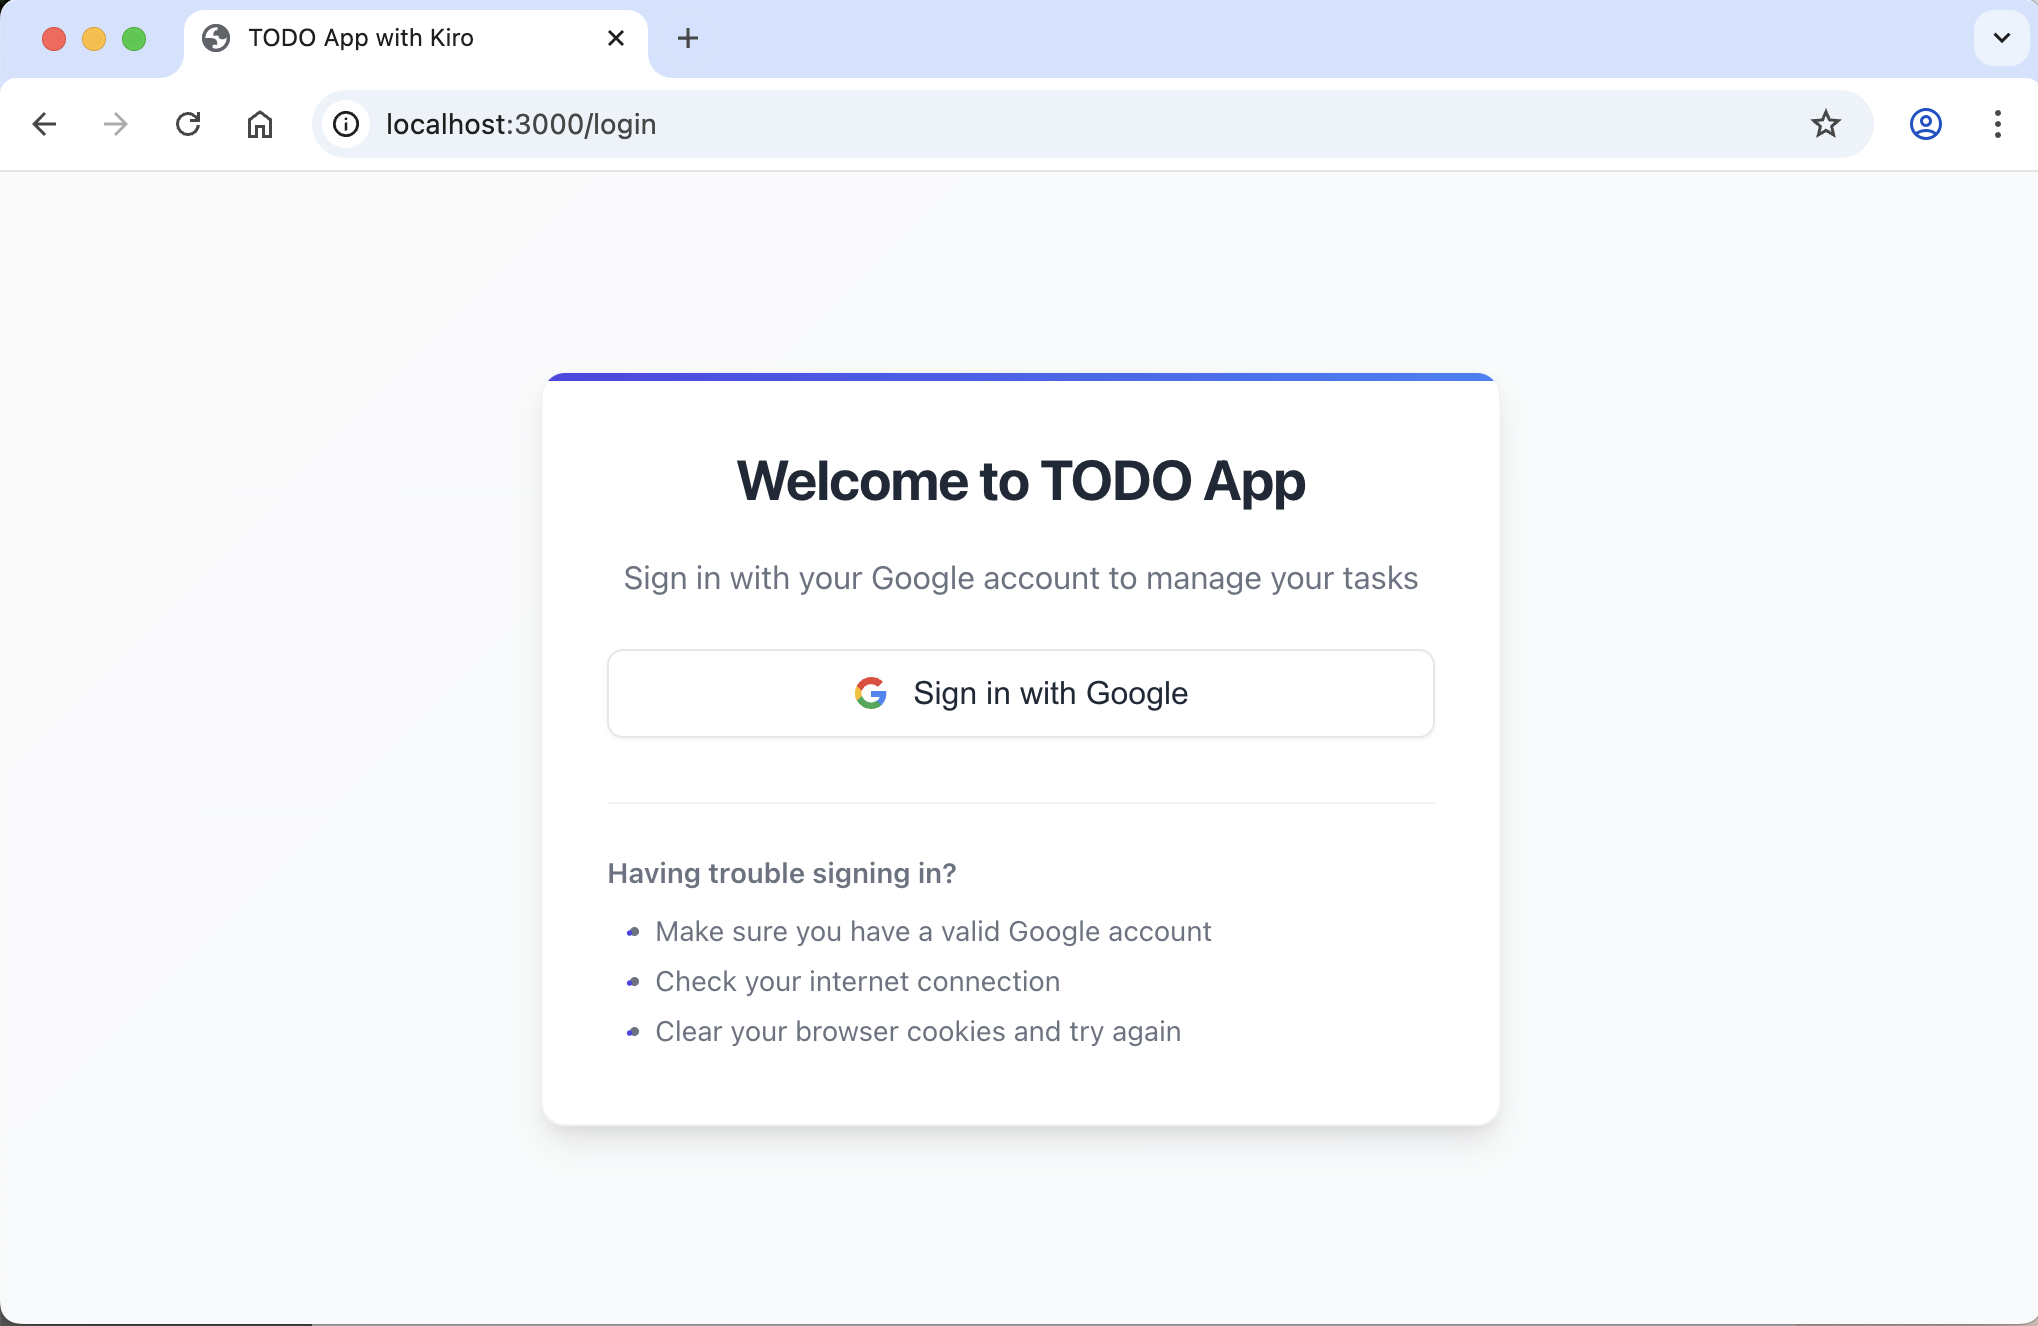 TODO App with Kiro
localhost:3000/login
Welcome to TODO App
Sign in with your Google account to manage your tasks
Sign in with Google
Having trouble signing in?
Make sure you have a valid Google account
Check your internet connection
Clear your browser cookies and try again